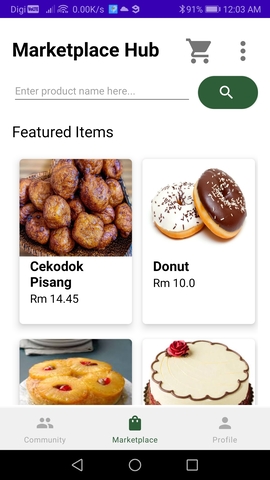 Digi VoLTE 0.00K/s 91% 12:03 AM
Marketplace Hub
Enter product name here...
Featured Items
Cekodok
Pisang
Rm 14.45
Donut
Rm 10.0
Community
Marketplace
Profile